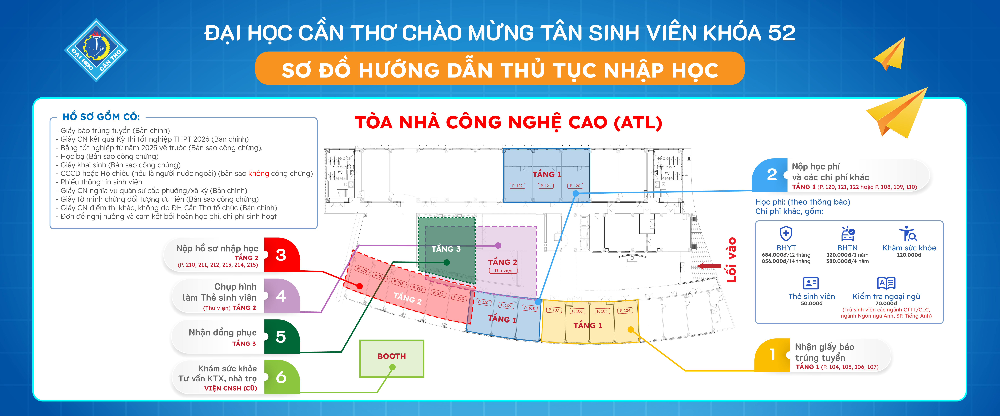 ĐẠI HỌC CẦN THƠ
ĐẠI HỌC CẦN THƠ CHÀO MỪNG TÂN SINH VIÊN KHÓA 52
SƠ ĐỒ HƯỚNG DẪN THỦ TỤC NHẬP HỌC
HỒ SƠ GỒM CÓ:
- Giấy báo trúng tuyển (Bản chính)
- Giấy CN kết quả Kỳ thi tốt nghiệp THPT 2026 (Bản chính)
- Bằng tốt nghiệp từ năm 2025 về trước (Bản sao công chứng).
- Học bạ (Bản sao công chứng)
- Giấy khai sinh (Bản sao công chứng)
- CCCD hoặc Hộ chiếu (nếu là người nước ngoài) (bản sao không công chứng)
- Phiếu thông tin sinh viên
- Giấy CN nghĩa vụ quân sự cấp phường/xã ký (Bản chính)
- Giấy tờ minh chứng đối tượng ưu tiên (Bản sao công chứng)
- Giấy CN điểm thi khác, không do ĐH Cần Thơ tổ chức (Bản chính)
- Đơn đề nghị hưởng và cam kết bồi hoàn học phí, chi phí sinh hoạt
TÒA NHÀ CÔNG NGHỆ CAO (ATL)
WC
TẦNG 1
P. 122
P. 121
P. 120
WC
TẦNG 3
TẦNG 2
Thư viện
P. 215
P. 214
P. 213
P. 212
P. 211
P. 210
TẦNG 2
P. 110
P. 109
P. 108
TẦNG 1
P. 107
P. 106
P. 105
P. 104
TẦNG 1
Lối vào
BOOTH
3
Nộp hồ sơ nhập học
TẦNG 2
(P. 210, 211, 212, 213, 214, 215)
4
Chụp hình
làm Thẻ sinh viên
(Thư viện) TẦNG 2
5
Nhận đồng phục
TẦNG 3
6
Khám sức khỏe
Tư vấn KTX, nhà trọ
VIỆN CNSH (CŨ)
2
Nộp học phí
và các chi phí khác
TẦNG 1 (P. 120, 121, 122 hoặc P. 108, 109, 110)
Học phí: (theo thông báo)
Chi phí khác, gồm:
BHYT
684.000đ/12 tháng
856.000đ/14 tháng
BHTN
120.000đ/1 năm
380.000đ/4 năm
Khám sức khỏe
120.000đ
Thẻ sinh viên
50.000đ
A
Kiểm tra ngoại ngữ
70.000đ
(Trừ sinh viên các ngành CTTT/CLC,
ngành Ngôn ngữ Anh, SP. Tiếng Anh)
1
Nhận giấy báo
trúng tuyển
TẦNG 1 (P. 104, 105, 106, 107)